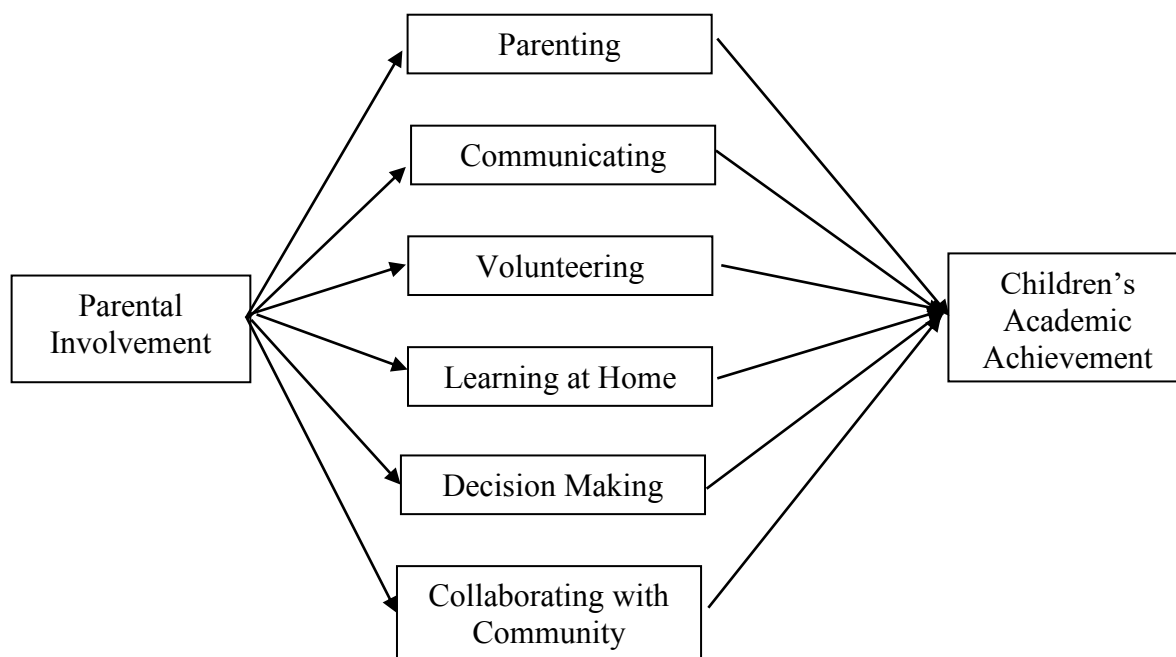 Parental
Involvement
Parenting
Communicating
Volunteering
Learning at Home
Decision Making
Collaborating with
Community
Children’s
Academic
Achievement